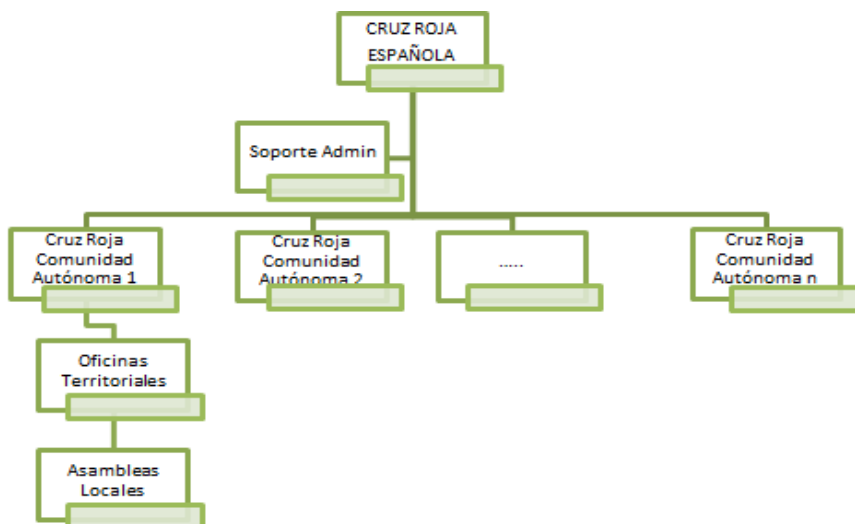 CRUZ ROJA
ESPAÑOLA
Soporte Admin
Cruz Roja
Comunidad
Autónoma 1
Cruz Roja
Comunidad
Autónoma 2
.....
Cruz Roja
Comunidad
Autónoma n
Oficinas
Territoriales
Asambleas
Locales